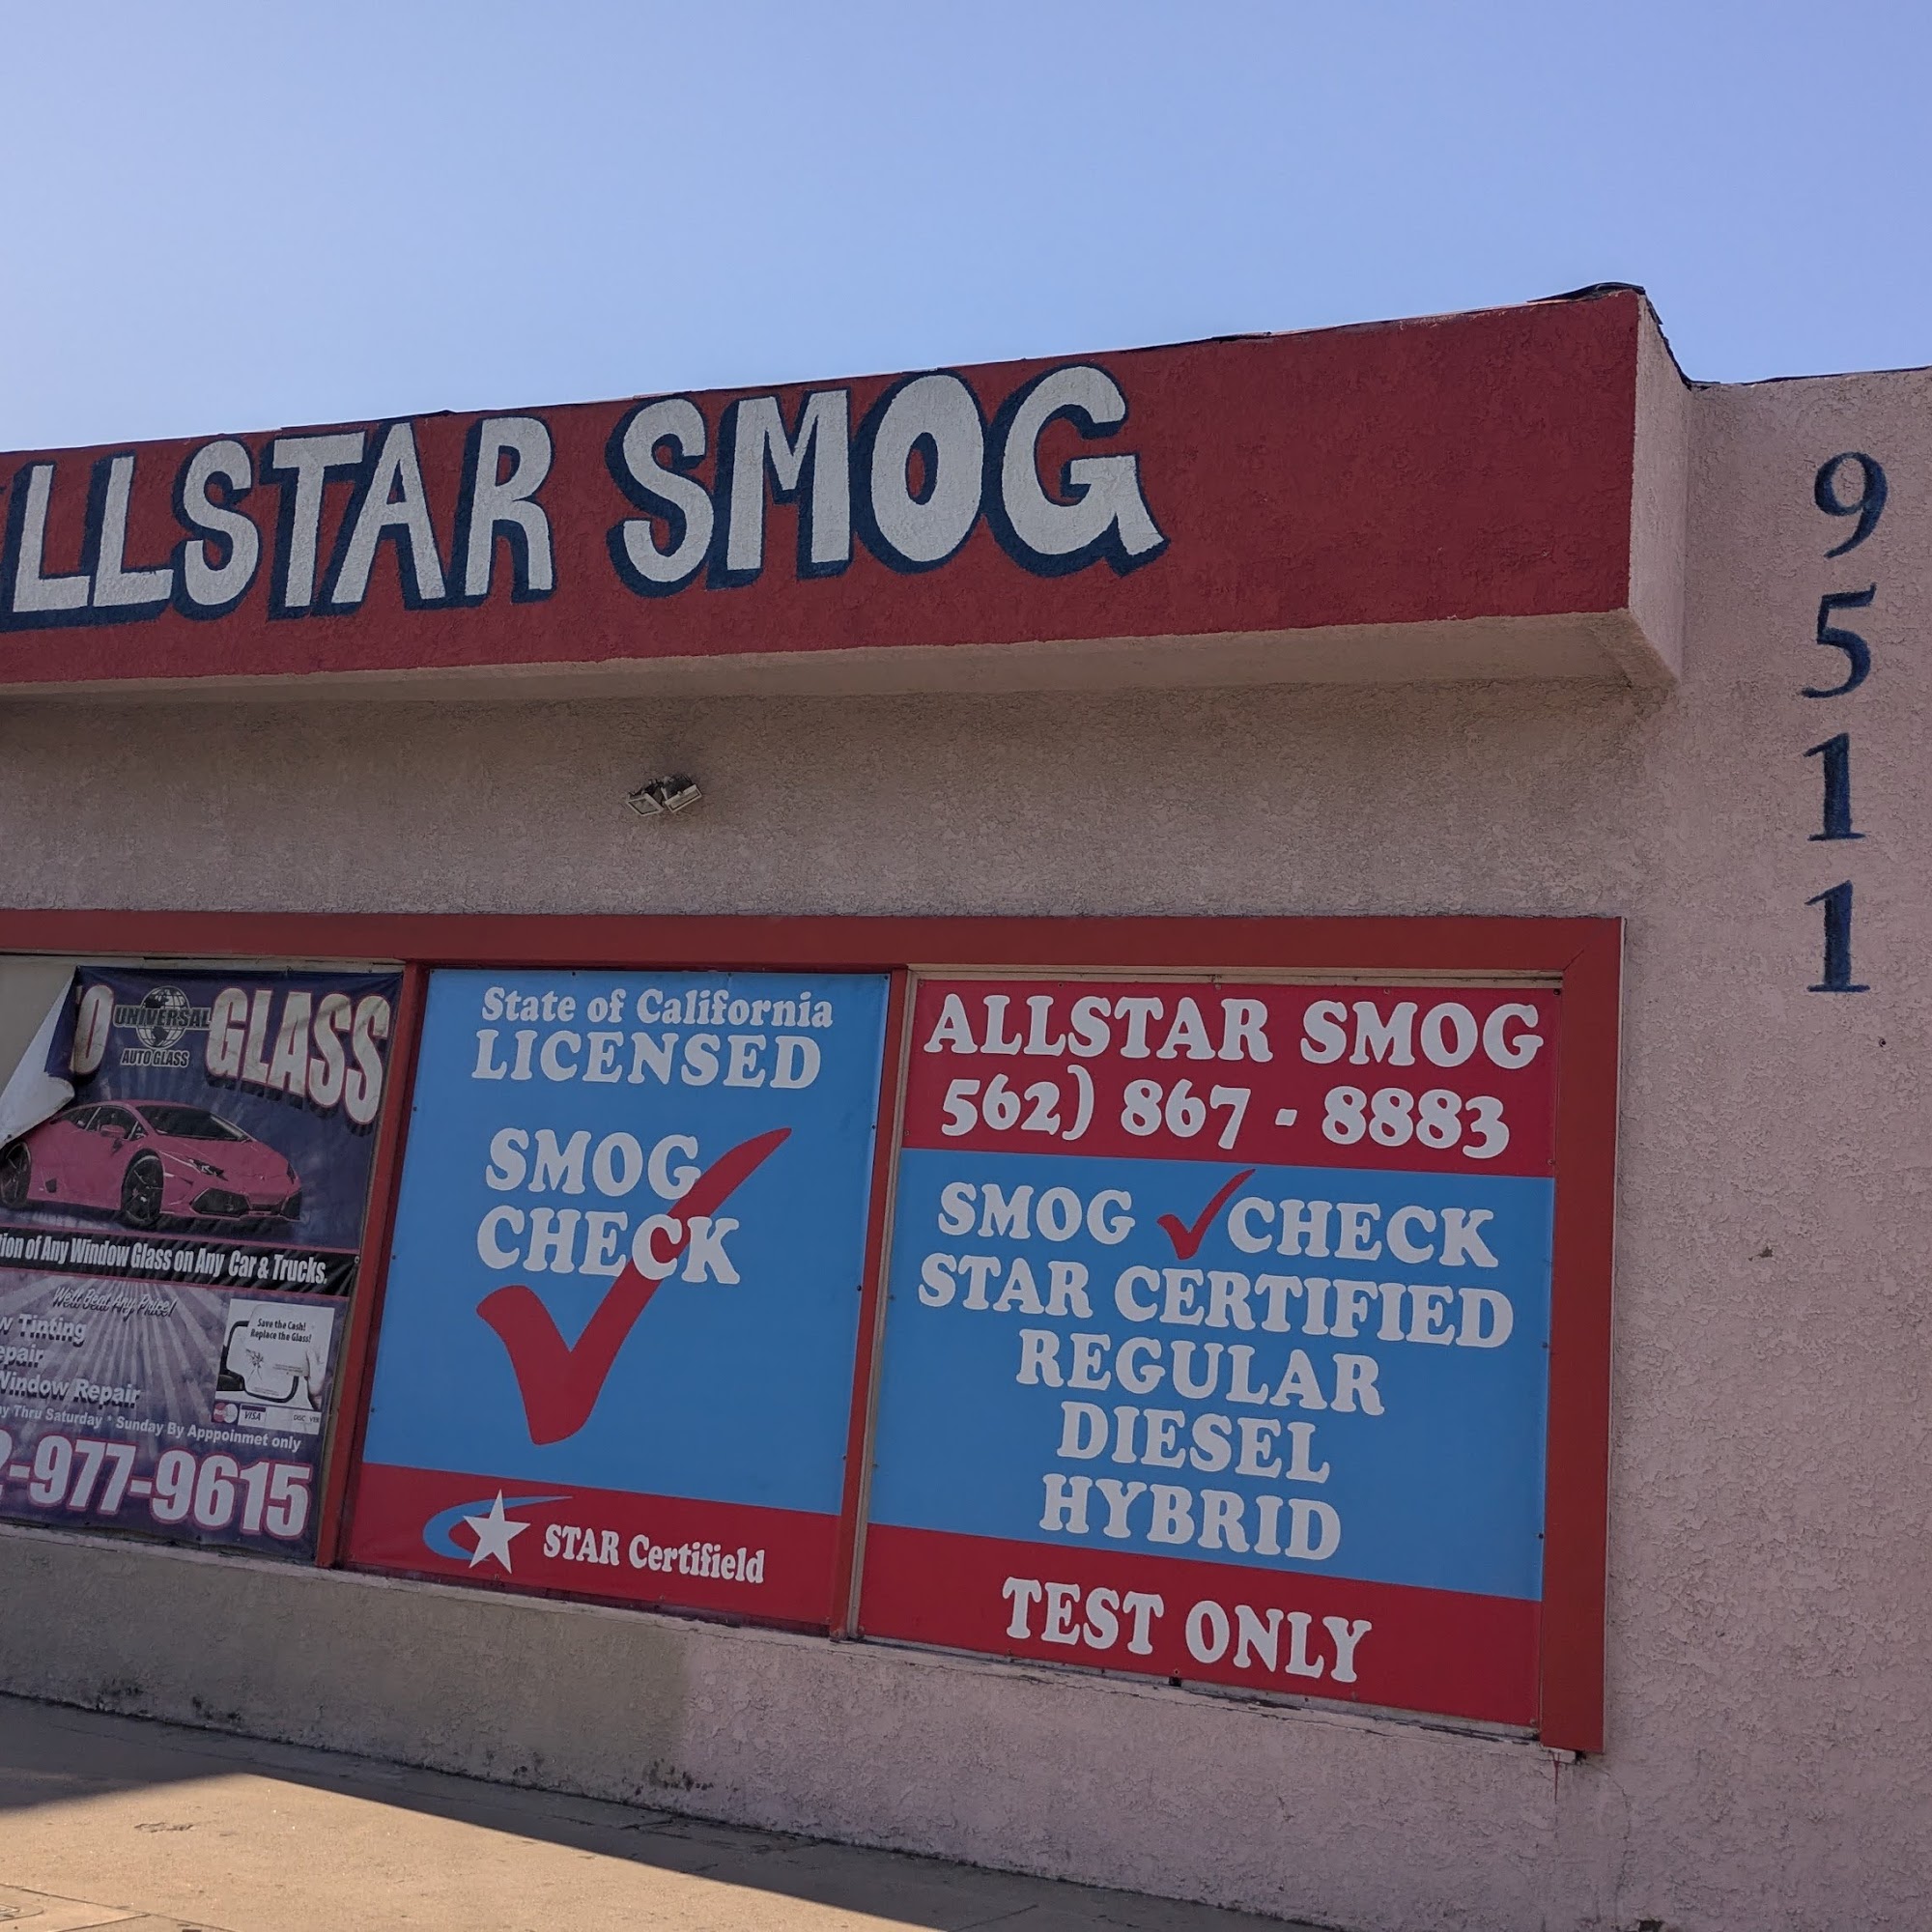 LLSTAR SMOG
9
5
1
1
O UNIVERSAL GLASS
AUTO GLASS
tion of Any Window Glass on Any Car & Trucks.
We'll Beat Any Price!
w Tinting
epair
Window Repair
Save the Cash!
Replace the Glass!
VISA
y Thru Saturday * Sunday By Apppoinmet only
2-977-9615
State of California
LICENSED
SMOG
CHECK
STAR Certifield
ALLSTAR SMOG
562) 867 - 8883
SMOG CHECK
STAR CERTIFIED
REGULAR
DIESEL
HYBRID
TEST ONLY